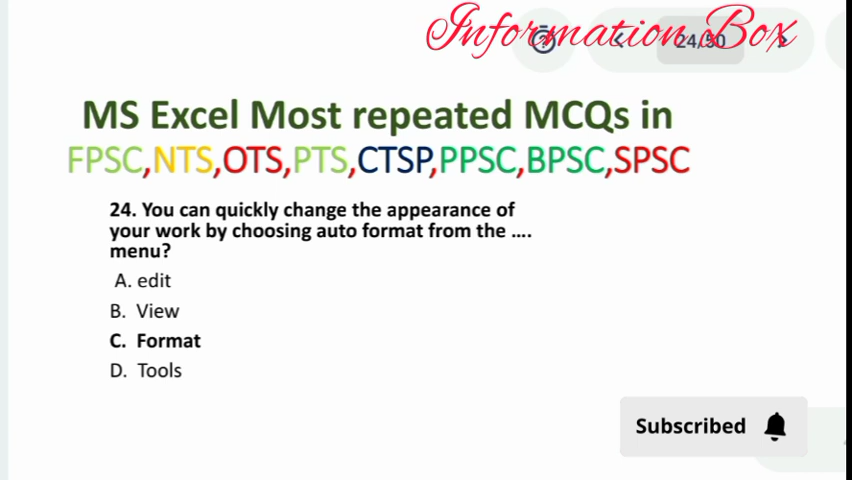 Information Box
24/50
MS Excel Most repeated MCQs in
FPSC,NTS,OTS,PTS,CTSP,PPSC,BPSC,SPSC
24. You can quickly change the appearance of
your work by choosing auto format from the ....
menu?
A. edit
B. View
C. Format
D. Tools
Subscribed